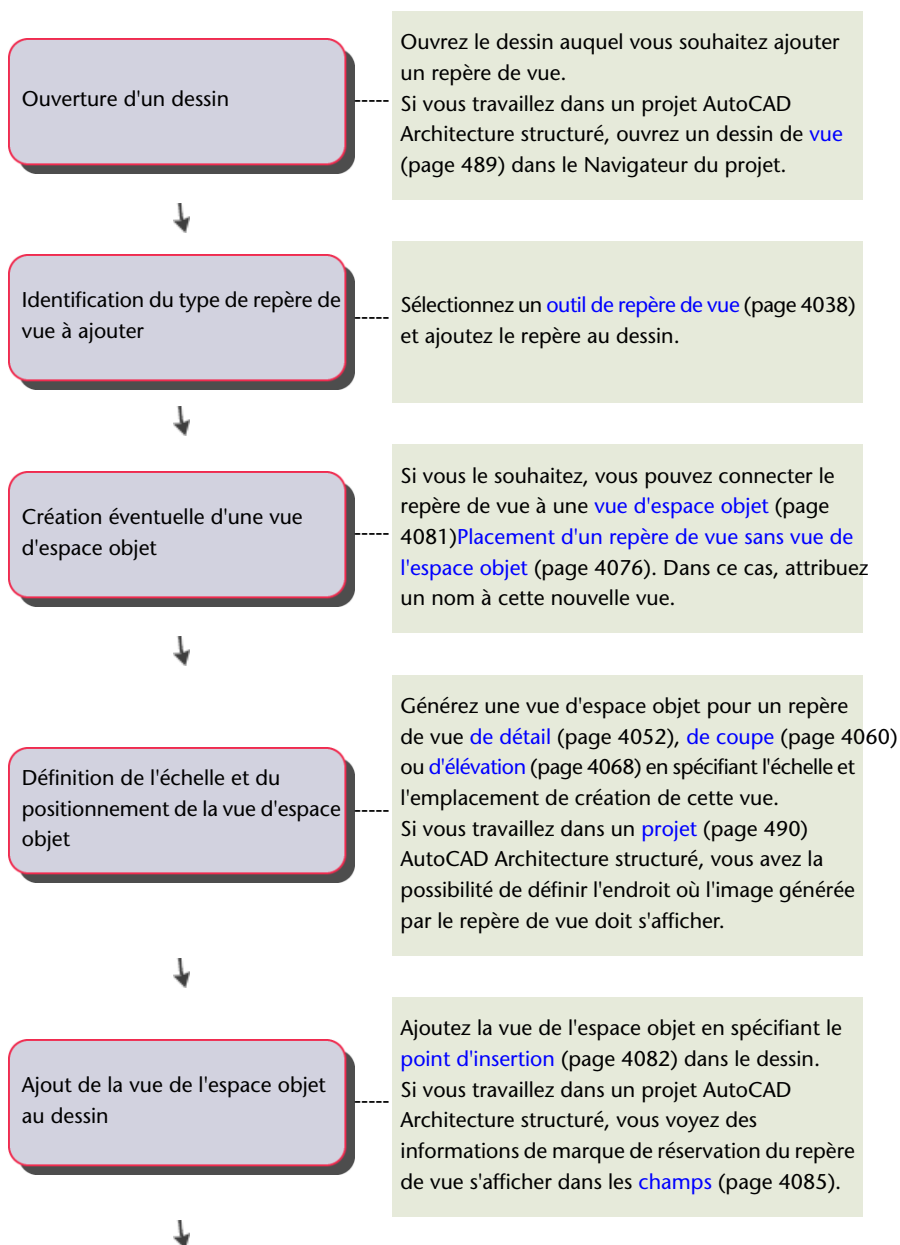 Ouverture d'un dessin
Ouvrez le dessin auquel vous souhaitez ajouter
un repère de vue.
Si vous travaillez dans un projet AutoCAD
Architecture structuré, ouvrez un dessin de vue
(page 489) dans le Navigateur du projet.
Identification du type de repère de
vue à ajouter
Sélectionnez un outil de repère de vue (page 4038)
et ajoutez le repère au dessin.
Création éventuelle d'une vue
d'espace objet
Si vous le souhaitez, vous pouvez connecter le
repère de vue à une vue d'espace objet (page
4081)Placement d'un repère de vue sans vue de
l'espace objet (page 4076). Dans ce cas, attribuez
un nom à cette nouvelle vue.
Définition de l'échelle et du
positionnement de la vue d'espace
objet
Générez une vue d'espace objet pour un repère
de vue de détail (page 4052), de coupe (page 4060)
ou d'élévation (page 4068) en spécifiant l'échelle et
l'emplacement de création de cette vue.
Si vous travaillez dans un projet (page 490)
AutoCAD Architecture structuré, vous avez la
possibilité de définir l'endroit où l'image générée
par le repère de vue doit s'afficher.
Ajout de la vue de l'espace objet
au dessin
Ajoutez la vue de l'espace objet en spécifiant le
point d'insertion (page 4082) dans le dessin.
Si vous travaillez dans un projet AutoCAD
Architecture structuré, vous voyez des
informations de marque de réservation du repère
de vue s'afficher dans les champs (page 4085).